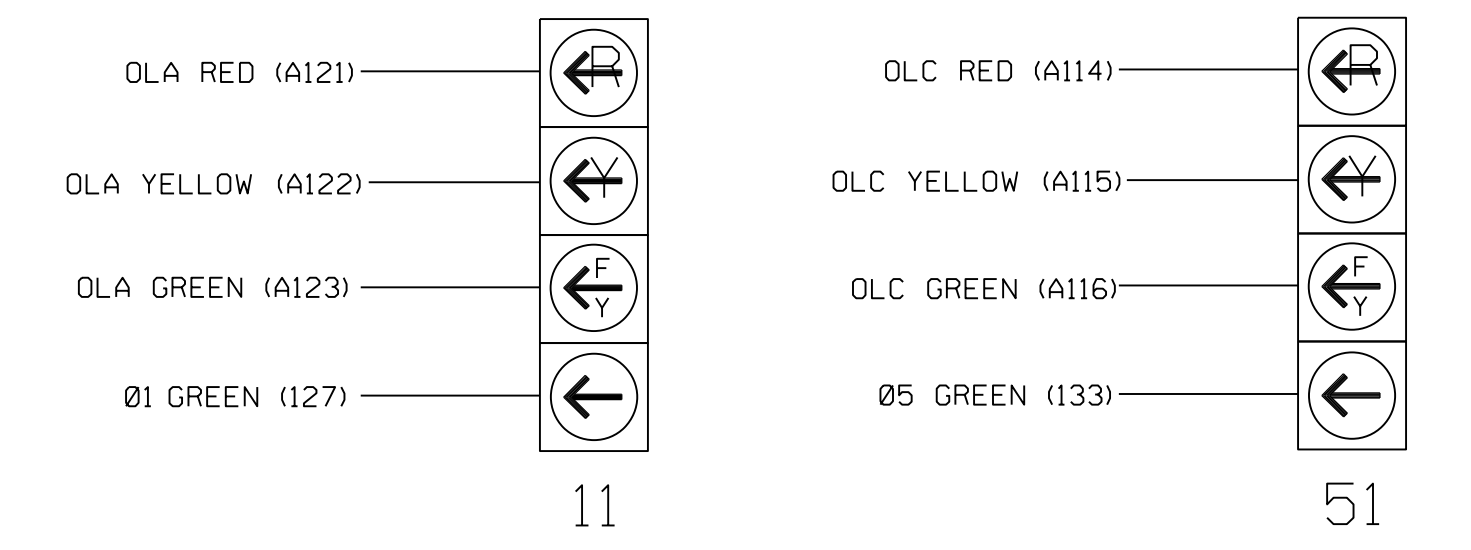 OLA RED (A121)
R
OLA YELLOW (A122)
Y
OLA GREEN (A123)
F
Y
Ø1 GREEN (127)
11
OLC RED (A114)
R
OLC YELLOW (A115)
Y
OLC GREEN (A116)
F
Y
Ø5 GREEN (133)
51